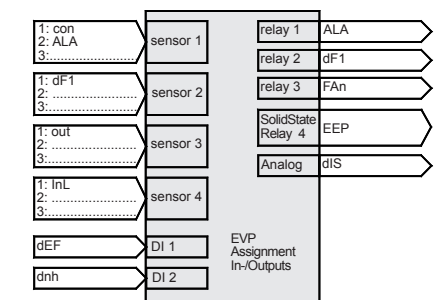 1: con
2: ALA
3:........................
sensor 1
1: dF1
2: .......................
3:........................
sensor 2
1: out
2: .......................
3:........................
sensor 3
1: InL
2: .......................
3:........................
sensor 4
dEF
DI 1
dnh
DI 2
EVP
Assignment
In-/Outputs
relay 1
ALA
relay 2
dF1
relay 3
FAn
SolidState
Relay 4
EEP
Analog
dIS